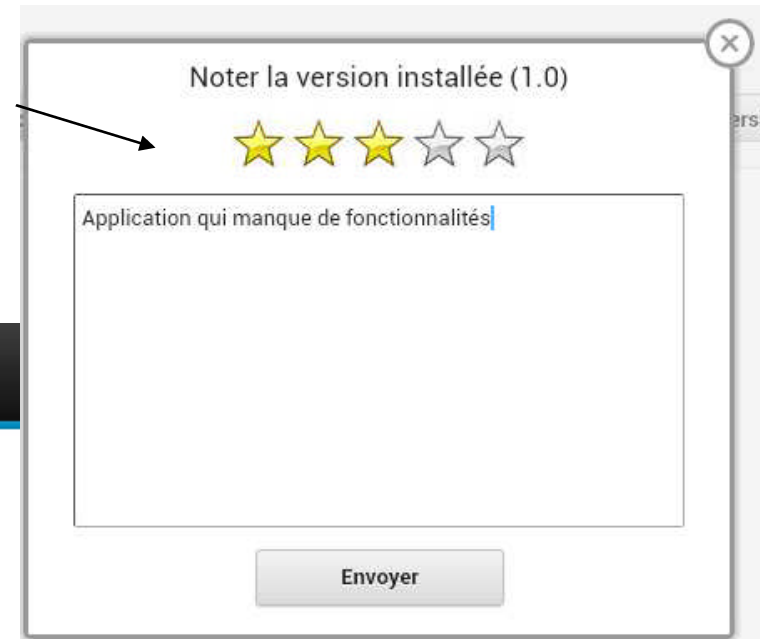 Noter la version installée (1.0)
Application qui manque de fonctionnalités
Envoyer